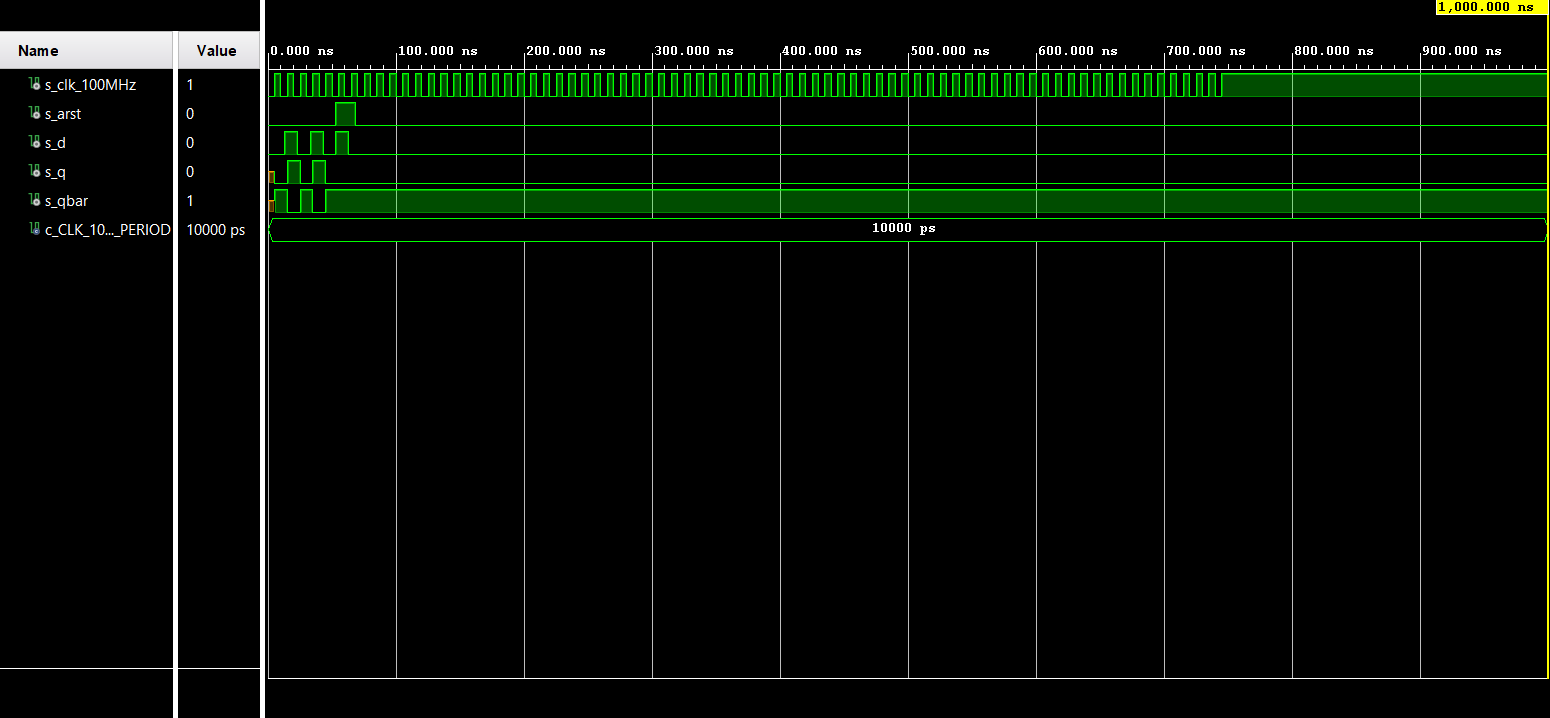 1,000.000 ns
Name Value 0.000 ns 100.000 ns 200.000 ns 300.000 ns 400.000 ns 500.000 ns 600.000 ns 700.000 ns 800.000 ns 900.000 ns
s_clk_100MHz 1
s_arst 0
s_d 0
s_q 0
s_qbar 1
c_CLK_10..._PERIOD 10000 ps 10000 ps